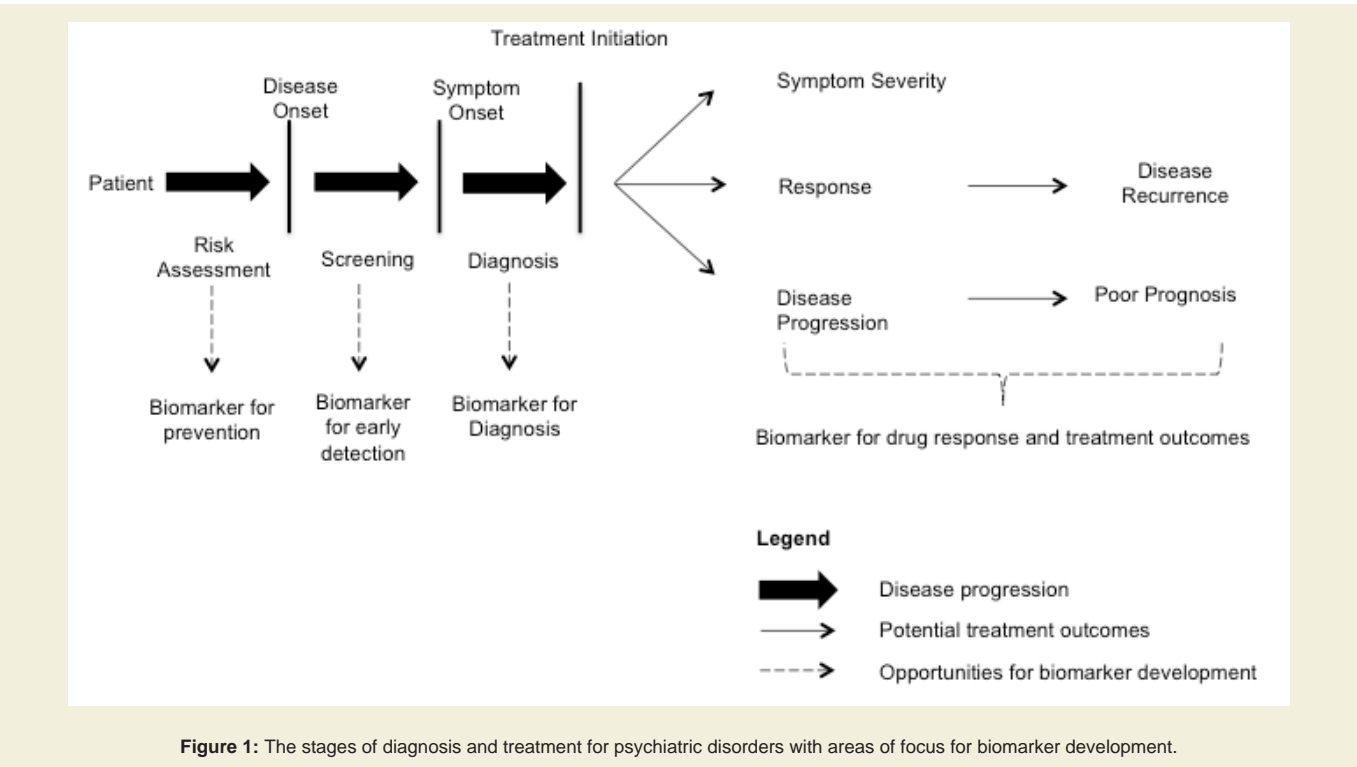 Treatment Initiation
Disease
Onset
Symptom
Onset
Patient
Risk
Assessment
Screening
Diagnosis
Biomarker for
prevention
Biomarker
for early
detection
Biomarker for
Diagnosis
Symptom Severity
Response
Disease
Recurrence
Disease
Progression
Poor Prognosis
Biomarker for drug response and treatment outcomes
Legend
Disease progression
Potential treatment outcomes
Opportunities for biomarker development
Figure 1: The stages of diagnosis and treatment for psychiatric disorders with areas of focus for biomarker development.